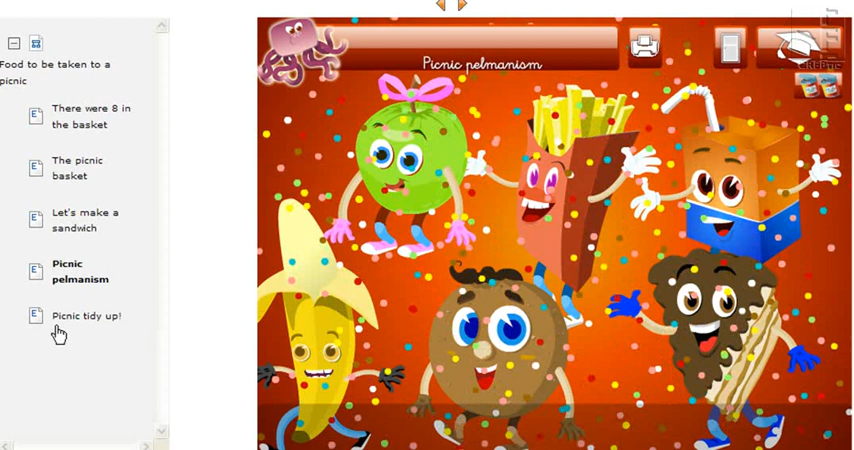 Food to be taken to a
picnic
There were 8 in
the basket
The picnic
basket
Let's make a
sandwich
Picnic
pelmanism
Picnic tidy up!
Picnic pelmanism